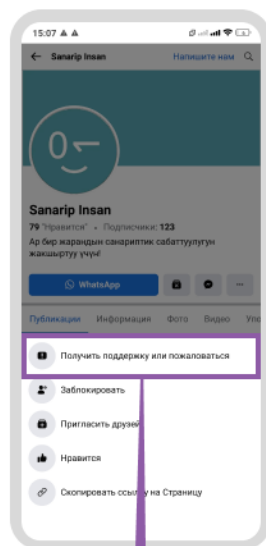 15:07
Sanarip Insan
Напишите нам
Sanarip Insan
79 "Нравится" • Подписчики: 123
Ар бир жарандын санариптик сабаттуулугун
жакшыртуу үчүн!
WhatsApp
Публикации Информация Фото Видео Упо
Получить поддержку или пожаловаться
Заблокировать
Пригласить друзей
Нравится
Скопировать ссылку на Страницу